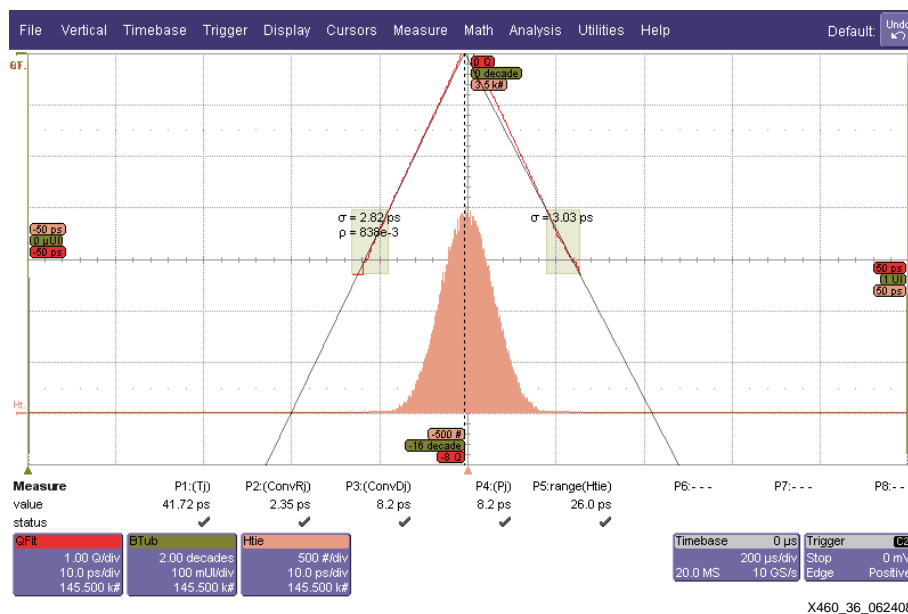 File Vertical Timebase Trigger Display Cursors Measure Math Analysis Utilities Help Default: Undo
QF.
0 Q
0 decade
3.5 k#
σ = 2.82 ps
ρ = 838e-3
σ = 3.03 ps
-50 ps
0 µUI
-50 ps
50 ps
1 UI
50 ps
Ht.
-500 #
-16 decade
-8 Q
Measure P1:(Tj) P2:(ConvRj) P3:(ConvDj) P4:(Pj) P5:range(Htie) P6:- - - P7:- - - P8:- -
value 41.72 ps 2.35 ps 8.2 ps 8.2 ps 26.0 ps
status
QFit BTub Htie Timebase 0 µs Trigger C2
1.00 Q/div 2.00 decades 500 #/div 200 µs/div Stop 0 mV
10.0 ps/div 100 mUI/div 10.0 ps/div 20.0 MS 10 GS/s Edge Positive
145.500 k# 145.500 k# 145.500 k#
X460_36_062408